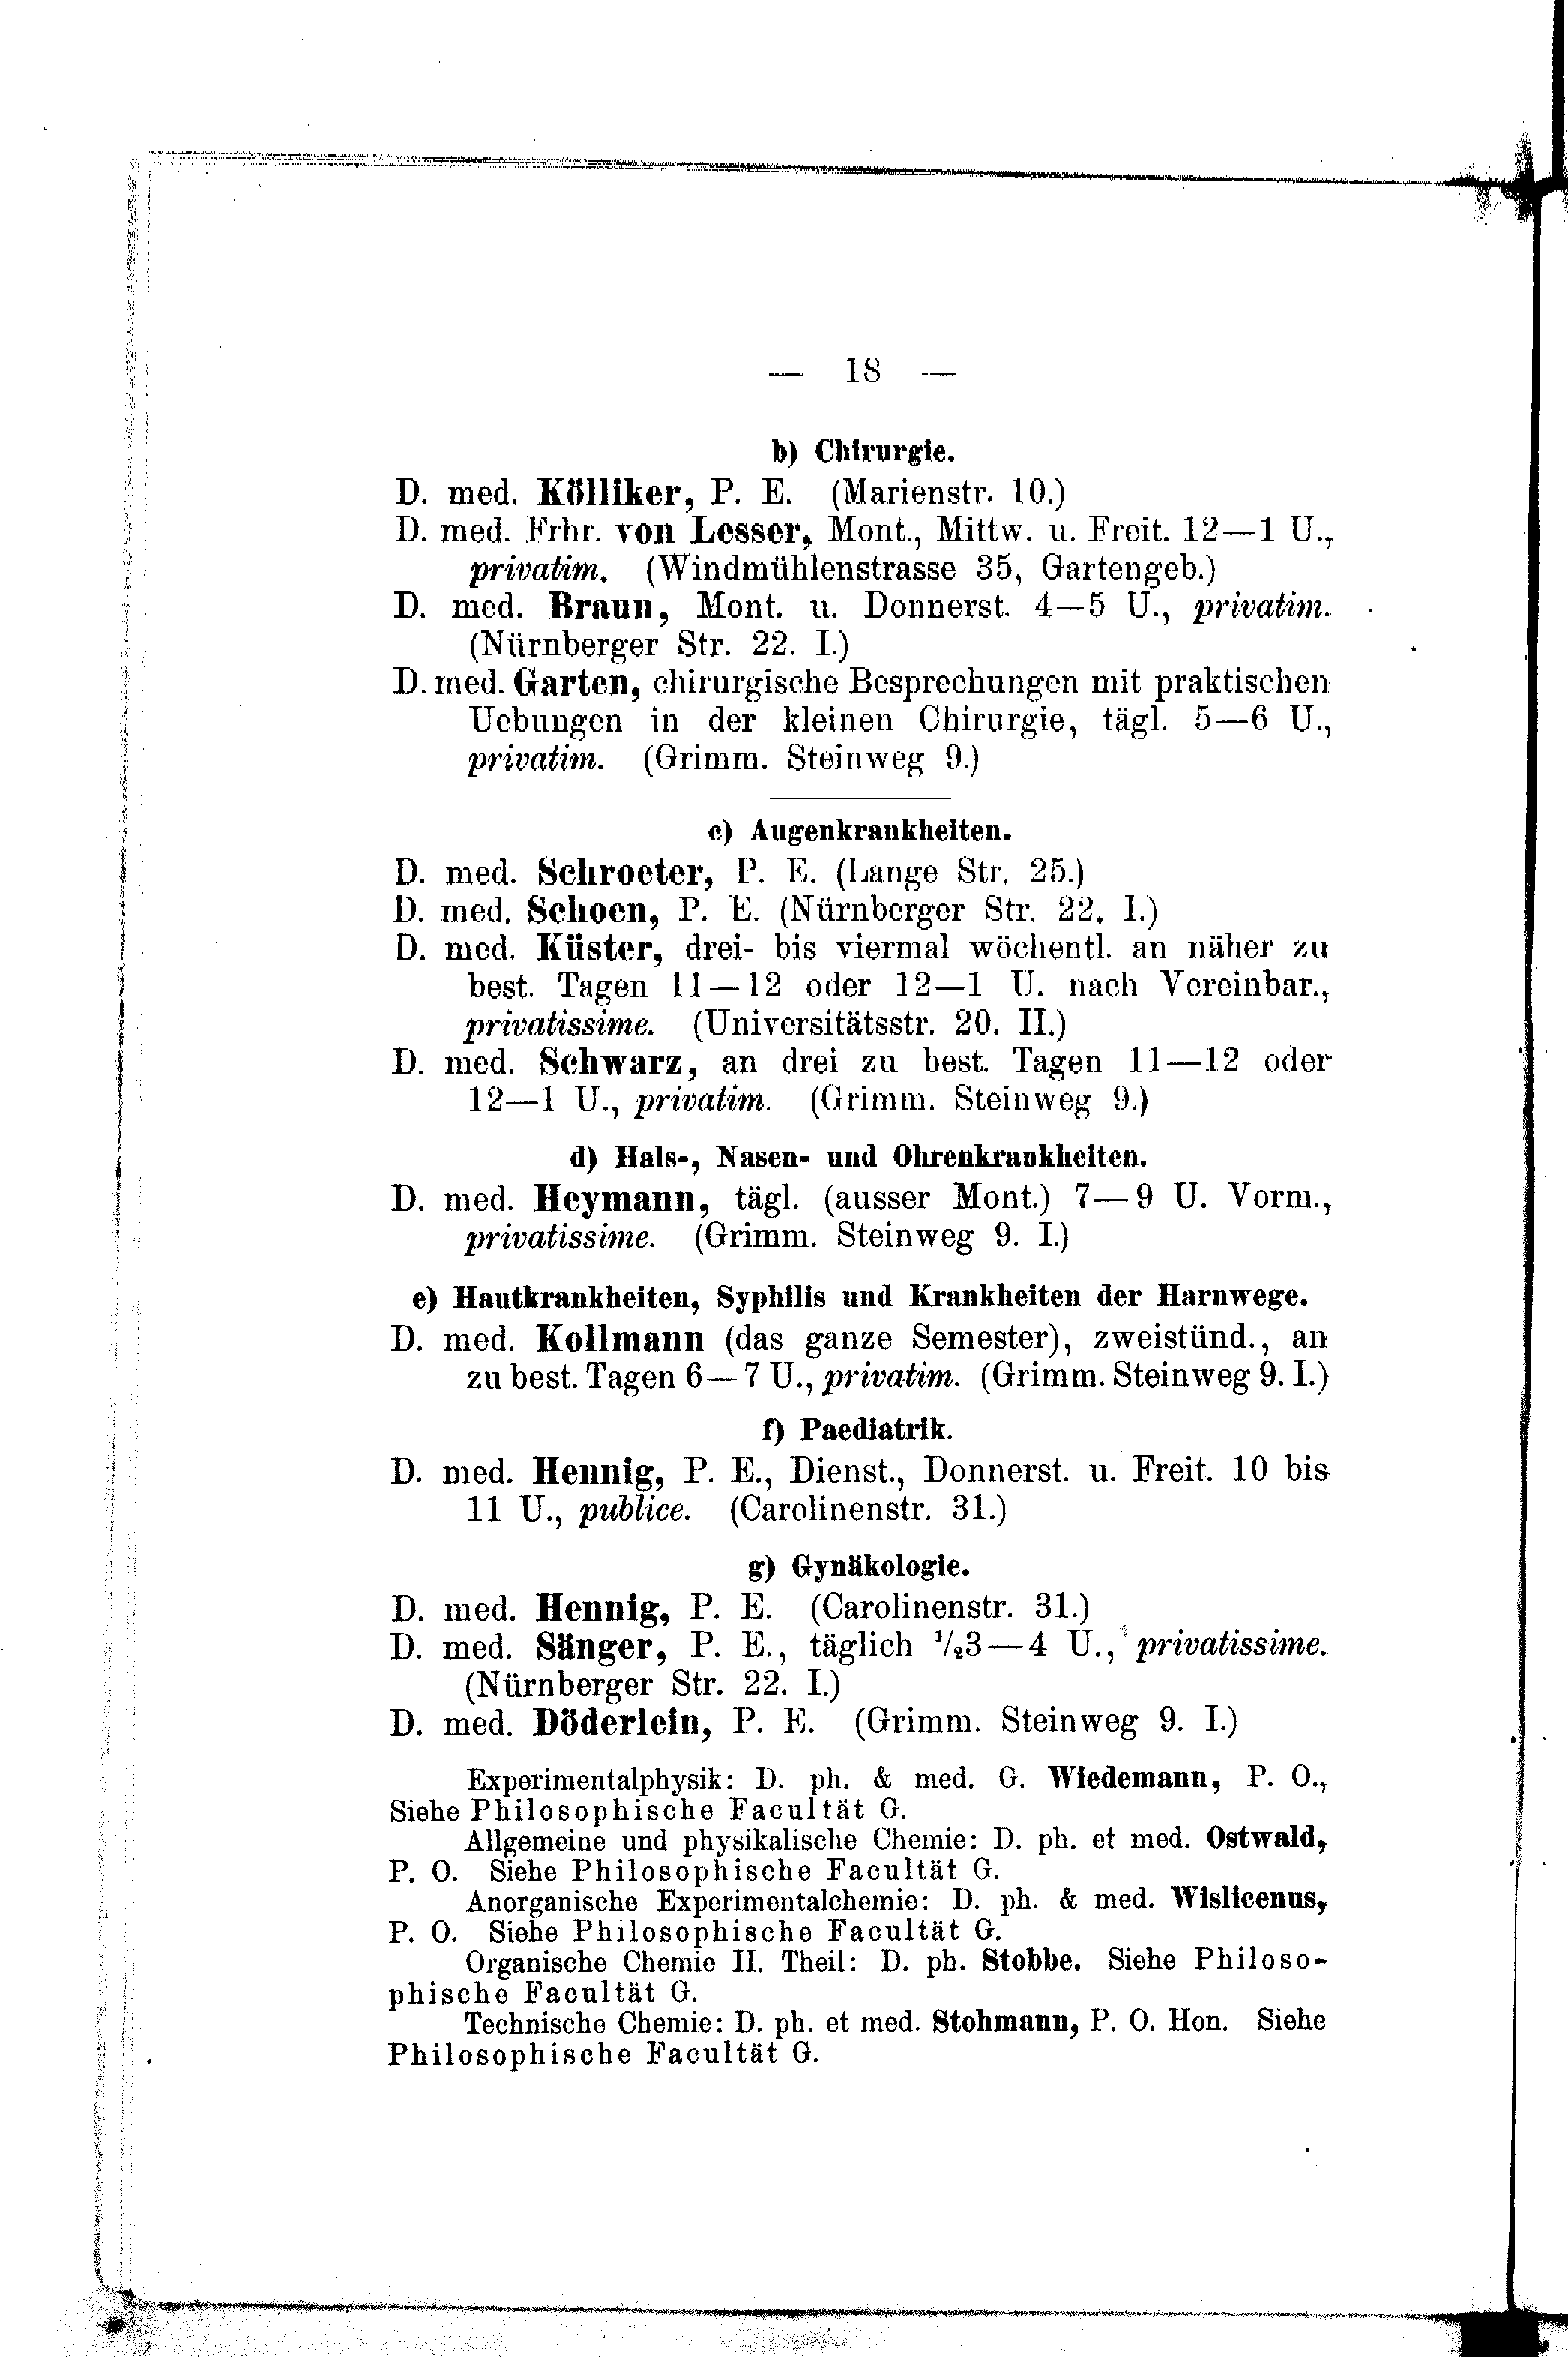 — 18 —
b) Chirurgie.
D. med. Kölliker, P. E. (Marienstr. 10.)
D. med. Frhr. von Lesser, Mont., Mittw. u. Freit. 12—1 U.,
privatim. (Windmühlenstrasse 35, Gartengeb.)
D. med. Braun, Mont. u. Donnerst. 4—5 U., privatim.
(Nürnberger Str. 22. I.)
D. med. Garten, chirurgische Besprechungen mit praktischen
Uebungen in der kleinen Chirurgie, tägl. 5—6 U.,
privatim. (Grimm. Steinweg 9.)
c) Augenkrankheiten.
D. med. Schroeter, P. E. (Lange Str. 25.)
D. med. Schoen, P. E. (Nürnberger Str. 22. I.)
D. med. Küster, drei- bis viermal wöchentl. an näher zu
best. Tagen 11—12 oder 12—1 U. nach Vereinbar.,
privatissime. (Universitätsstr. 20. II.)
D. med. Schwarz, an drei zu best. Tagen 11—12 oder
12—1 U., privatim. (Grimm. Steinweg 9.)
d) Hals-, Nasen- und Ohrenkrankheiten.
D. med. Heymann, tägl. (ausser Mont.) 7—9 U. Vorm.,
privatissime. (Grimm. Steinweg 9. I.)
e) Hautkrankheiten, Syphilis und Krankheiten der Harnwege.
D. med. Kollmann (das ganze Semester), zweistünd., an
zu best. Tagen 6—7 U., privatim. (Grimm. Steinweg 9. I.)
f) Paediatrik.
D. med. Hennig, P. E., Dienst., Donnerst. u. Freit. 10 bis
11 U., publice. (Carolinenstr. 31.)
g) Gynäkologie.
D. med. Hennig, P. E. (Carolinenstr. 31.)
D. med. Sänger, P. E., täglich ½3—4 U., privatissime.
(Nürnberger Str. 22. I.)
D. med. Döderlein, P. E. (Grimm. Steinweg 9. I.)
Experimentalphysik: D. ph. & med. G. Wiedemann, P. O.,
Siehe Philosophische Facultät G.
Allgemeine und physikalische Chemie: D. ph. et med. Ostwald,
P. O. Siehe Philosophische Facultät G.
Anorganische Experimentalchemie: D. ph. & med. Wislicenus,
P. O. Siehe Philosophische Facultät G.
Organische Chemie II. Theil: D. ph. Stobbe. Siehe Philoso-
phische Facultät G.
Technische Chemie: D. ph. et med. Stohmann, P. O. Hon. Siehe
Philosophische Facultät G.